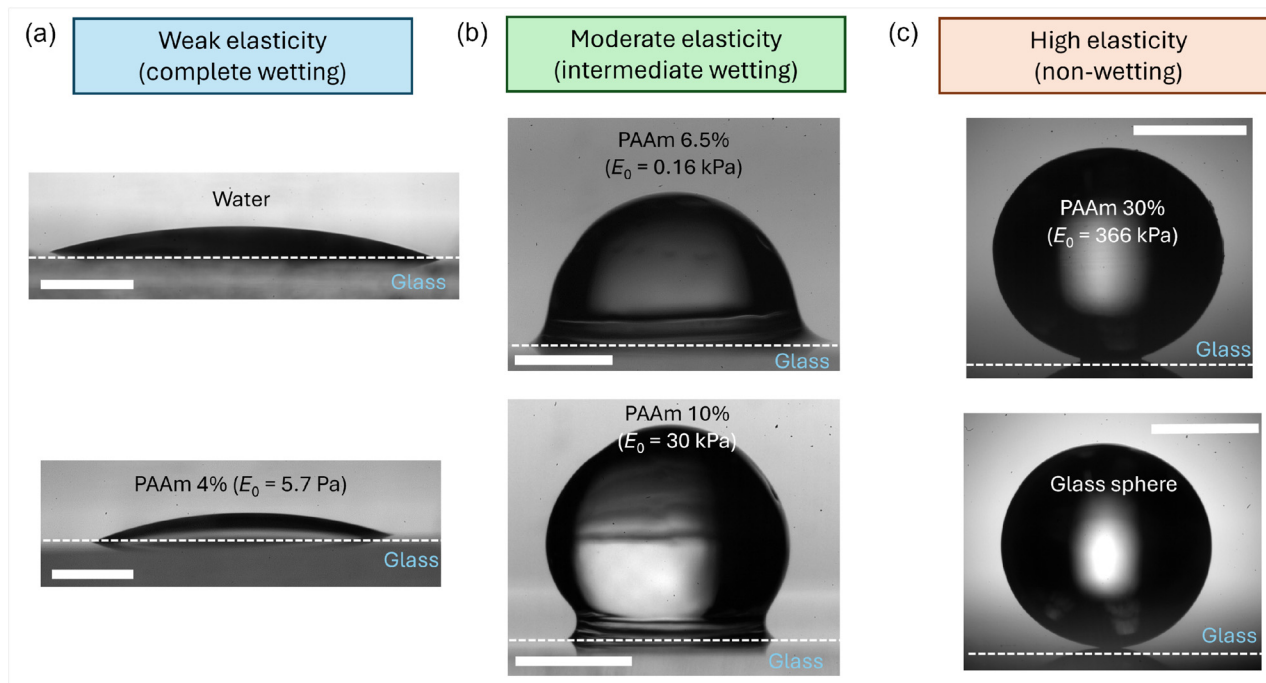 (a)
Weak elasticity
(complete wetting)
Water
Glass
PAAm 4% (E₀ = 5.7 Pa)
Glass
(b)
Moderate elasticity
(intermediate wetting)
PAAm 6.5%
(E₀ = 0.16 kPa)
Glass
PAAm 10%
(E₀ = 30 kPa)
Glass
(c)
High elasticity
(non-wetting)
PAAm 30%
(E₀ = 366 kPa)
Glass
Glass sphere
Glass